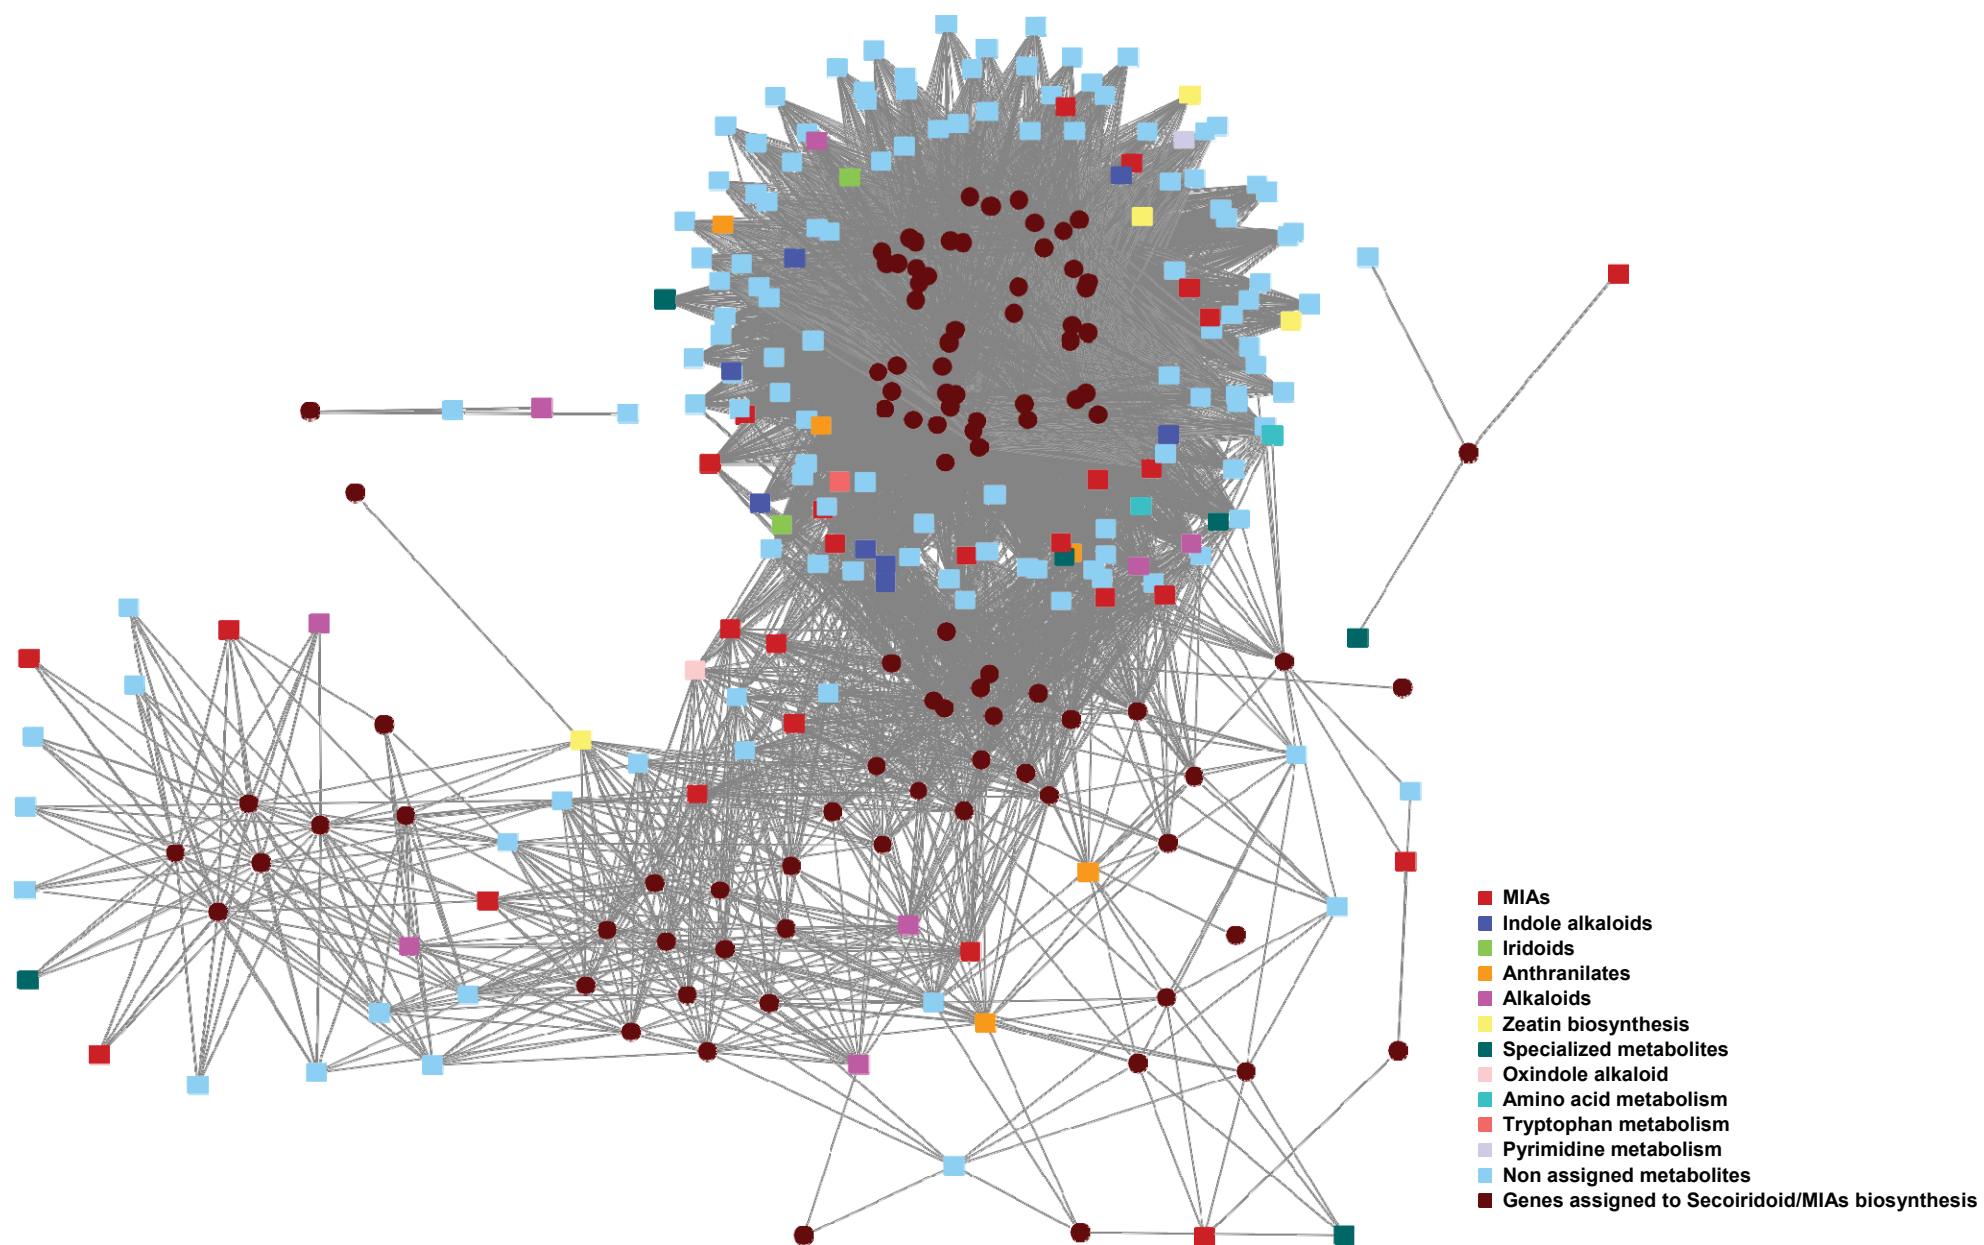 MIAs
Indole alkaloids
Iridoids
Anthranilates
Alkaloids
Zeatin biosynthesis
Specialized metabolites
Oxindole alkaloid
Amino acid metabolism
Tryptophan metabolism
Pyrimidine metabolism
Non assigned metabolites
Genes assigned to Secoiridoid/MIAs biosynthesis